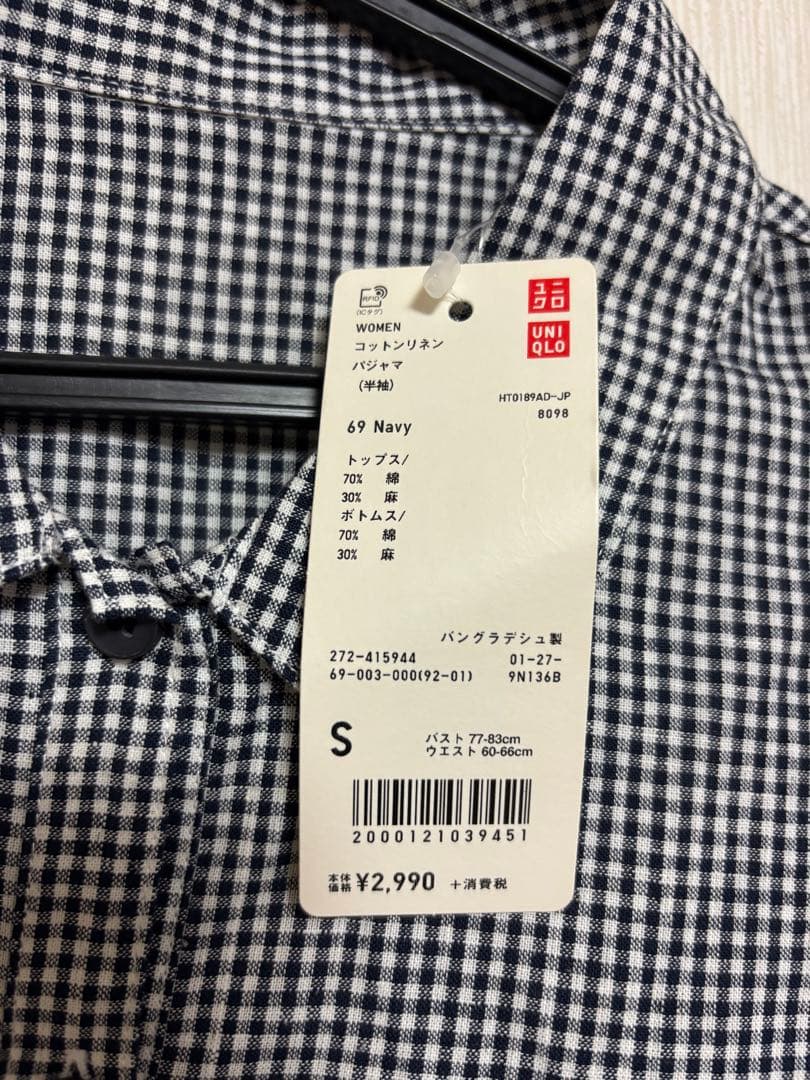 RFID
(ICタグ)
ユニ
クロ
UNI
QLO
WOMEN
コットンリネン
パジャマ
(半袖)
HT0189AD-JP
8098
69 Navy
トップス/
70% 綿
30% 麻
ボトムス/
70% 綿
30% 麻
バングラデシュ製
272-415944 01-27-
69-003-000(92-01) 9N136B
S
バスト 77-83cm
ウエスト 60-66cm
2000121039451
本体価格 ¥2,990 +消費税